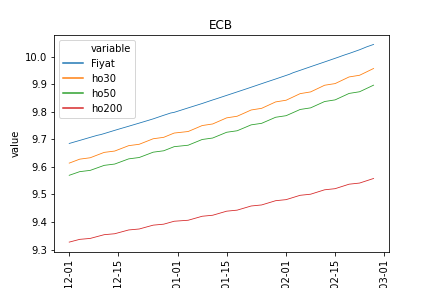 ECB
variable
Fiyat
ho30
ho50
ho200
value
10.0
9.9
9.8
9.7
9.6
9.5
9.4
9.3
12-01
12-15
01-01
01-15
02-01
02-15
03-01